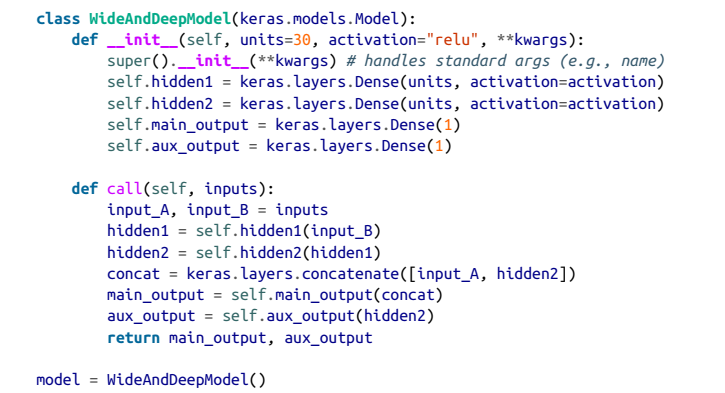 class WideAndDeepModel(keras.models.Model):
    def __init__(self, units=30, activation="relu", **kwargs):
        super().__init__(**kwargs) # handles standard args (e.g., name)
        self.hidden1 = keras.layers.Dense(units, activation=activation)
        self.hidden2 = keras.layers.Dense(units, activation=activation)
        self.main_output = keras.layers.Dense(1)
        self.aux_output = keras.layers.Dense(1)

    def call(self, inputs):
        input_A, input_B = inputs
        hidden1 = self.hidden1(input_B)
        hidden2 = self.hidden2(hidden1)
        concat = keras.layers.concatenate([input_A, hidden2])
        main_output = self.main_output(concat)
        aux_output = self.aux_output(hidden2)
        return main_output, aux_output

model = WideAndDeepModel()